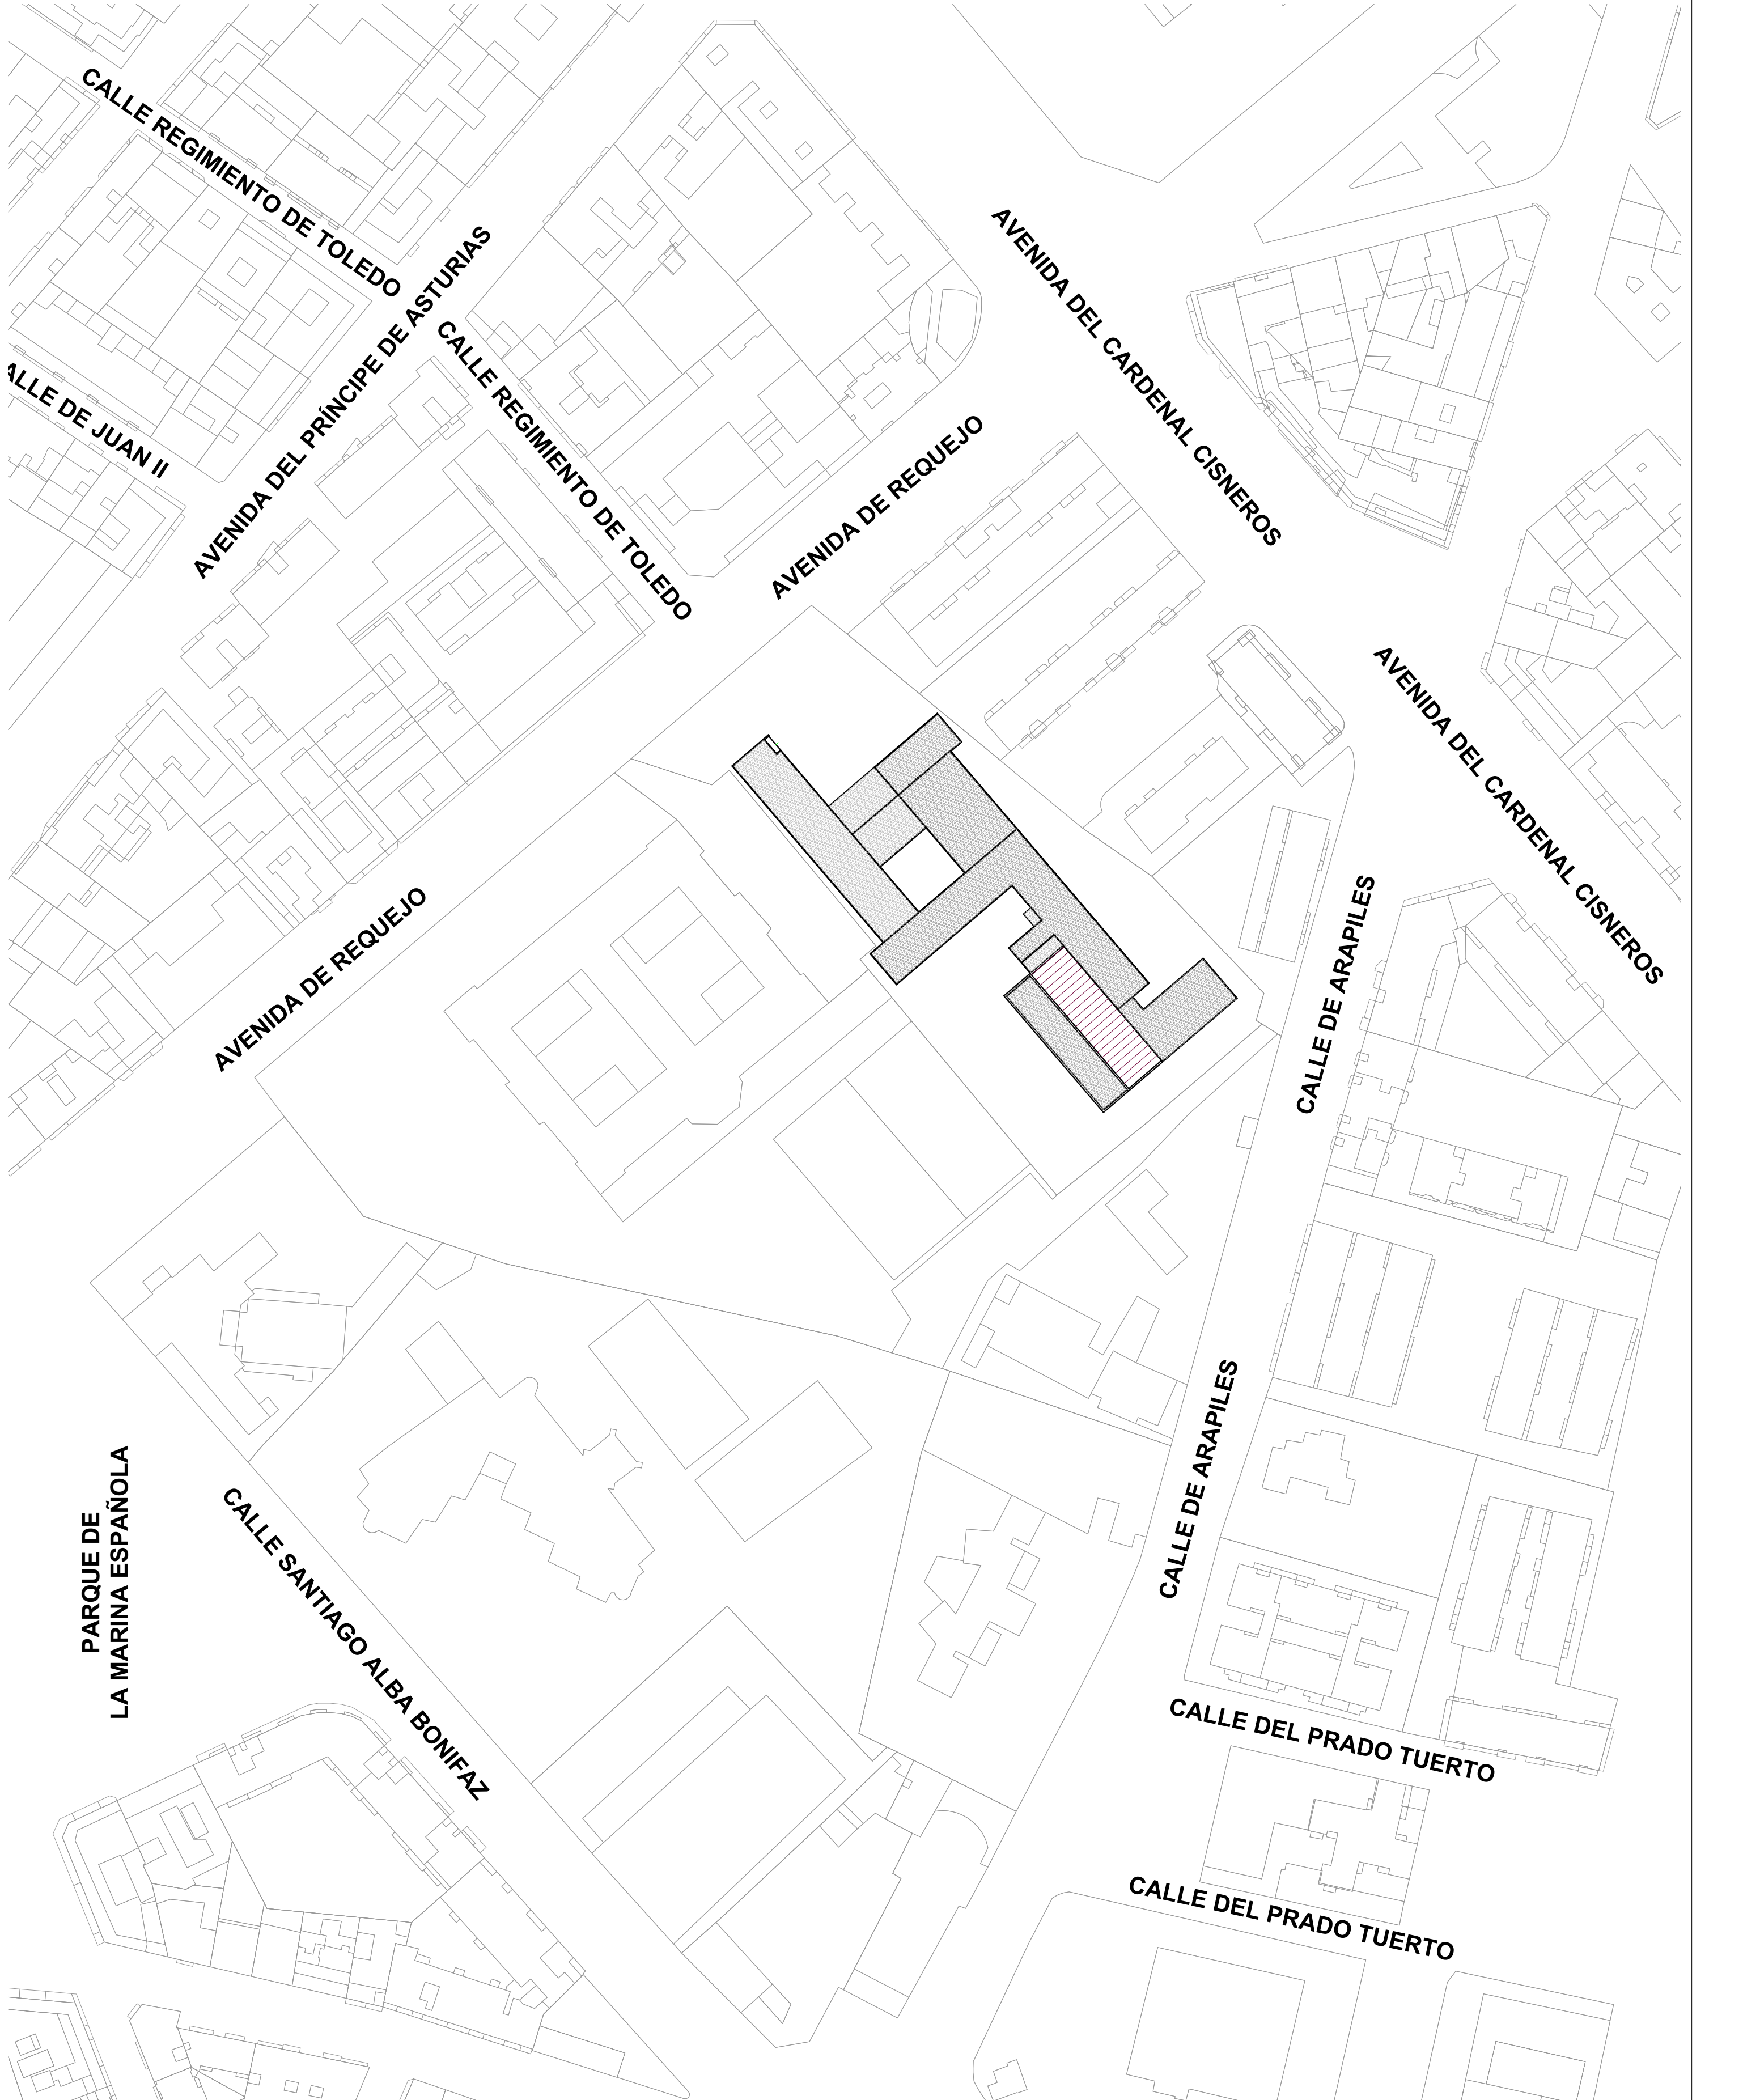 CALLE REGIMIENTO DE TOLEDO
AVENIDA DEL PRÍNCIPE DE ASTURIAS
CALLE REGIMIENTO DE TOLEDO
AVENIDA DEL CARDENAL CISNEROS
ALLE DE JUAN II
AVENIDA DE REQUEJO
AVENIDA DEL CARDENAL CISNEROS
AVENIDA DE REQUEJO
CALLE DE ARAPILES
CALLE DE ARAPILES
PARQUE DE
LA MARINA ESPAÑOLA
CALLE SANTIAGO ALBA BONIFAZ
CALLE DEL PRADO TUERTO
CALLE DEL PRADO TUERTO